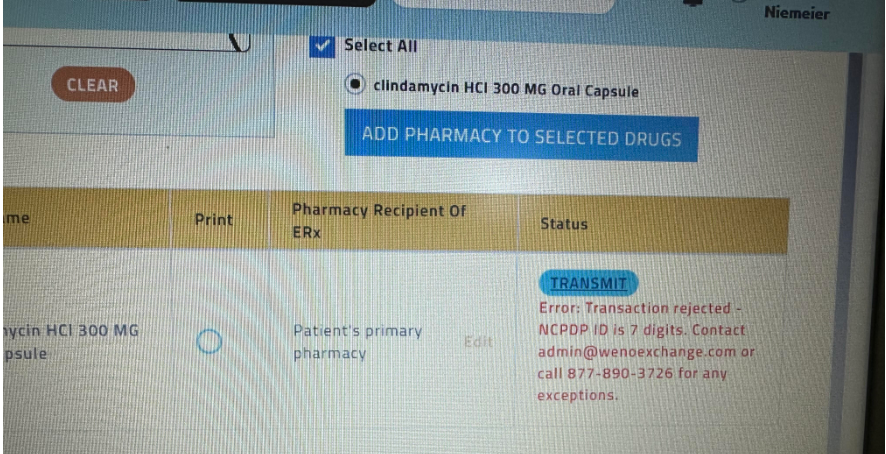 Niemeier
Select All
CLEAR
clindamycin HCl 300 MG Oral Capsule
ADD PHARMACY TO SELECTED DRUGS
me
Print
Pharmacy Recipient Of
ERx
Status
TRANSMIT
Error: Transaction rejected -
NCPDP ID is 7 digits. Contact
admin@wenoexchange.com or
call 877-890-3726 for any
exceptions.
ycin HCl 300 MG
psule
Patient's primary
pharmacy
Edit